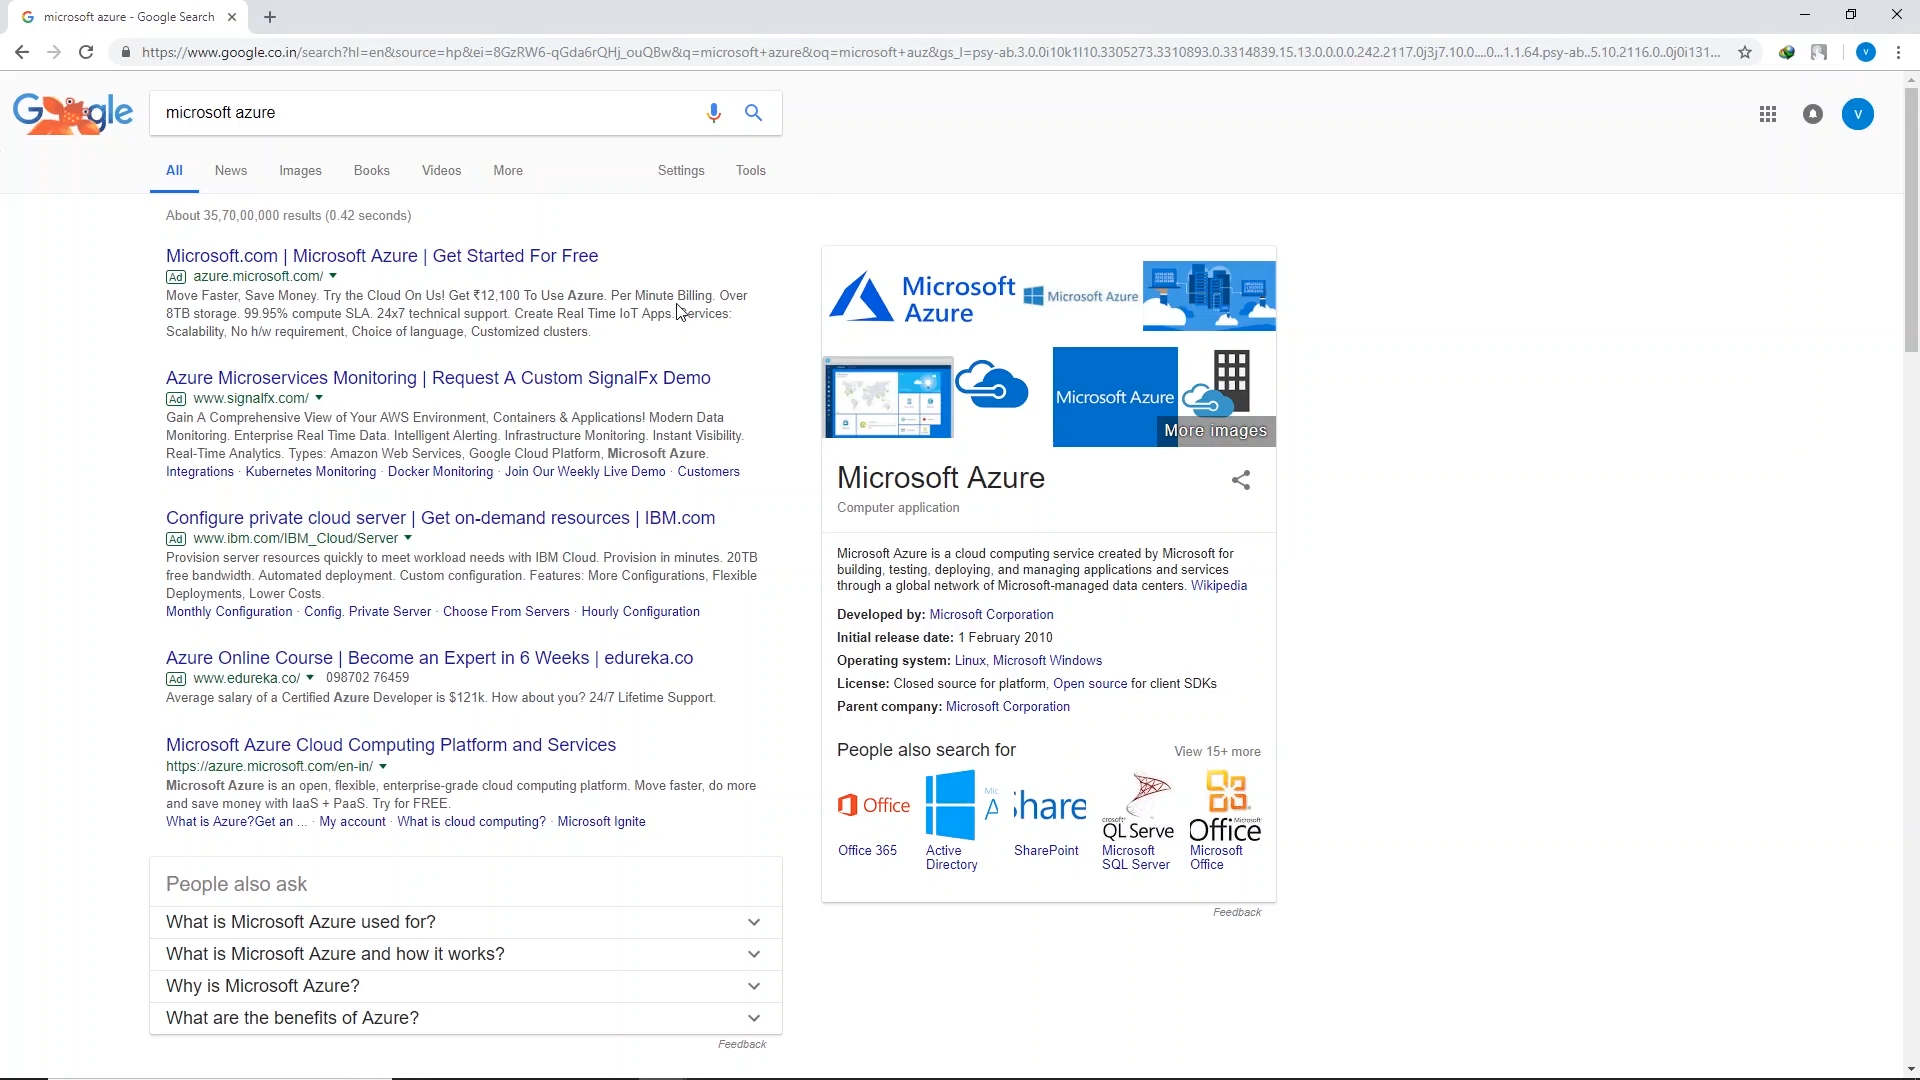 microsoft azure - Google Search
https://www.google.co.in/search?hl=en&source=hp&ei=8GzRW6-qGda6rQHj_ouQBw&q=microsoft+azure&oq=microsoft+auz&gs_l=psy-ab.3.0.0i10k1l10.3305273.3310893.0.3314839.15.13.0.0.0.0.242.2117.0j3j7.10.0....0...1.1.64.psy-ab..5.10.2116.0..0j0i131...
V
Google
microsoft azure
V
All News Images Books Videos More Settings Tools
About 35,70,00,000 results (0.42 seconds)
Microsoft.com | Microsoft Azure | Get Started For Free
Ad azure.microsoft.com/
Move Faster, Save Money. Try the Cloud On Us! Get ₹12,100 To Use Azure. Per Minute Billing. Over
8TB storage. 99.95% compute SLA. 24x7 technical support. Create Real Time IoT Apps. Services:
Scalability, No h/w requirement, Choice of language, Customized clusters.
Azure Microservices Monitoring | Request A Custom SignalFx Demo
Ad www.signalfx.com/
Gain A Comprehensive View of Your AWS Environment, Containers & Applications! Modern Data
Monitoring. Enterprise Real Time Data. Intelligent Alerting. Infrastructure Monitoring. Instant Visibility.
Real-Time Analytics. Types: Amazon Web Services, Google Cloud Platform, Microsoft Azure.
Integrations · Kubernetes Monitoring · Docker Monitoring · Join Our Weekly Live Demo · Customers
Configure private cloud server | Get on-demand resources | IBM.com
Ad www.ibm.com/IBM_Cloud/Server
Provision server resources quickly to meet workload needs with IBM Cloud. Provision in minutes. 20TB
free bandwidth. Automated deployment. Custom configuration. Features: More Configurations, Flexible
Deployments, Lower Costs.
Monthly Configuration · Config. Private Server · Choose From Servers · Hourly Configuration
Azure Online Course | Become an Expert in 6 Weeks | edureka.co
Ad www.edureka.co/ 098702 76459
Average salary of a Certified Azure Developer is $121k. How about you? 24/7 Lifetime Support.
Microsoft Azure Cloud Computing Platform and Services
https://azure.microsoft.com/en-in/
Microsoft Azure is an open, flexible, enterprise-grade cloud computing platform. Move faster, do more
and save money with IaaS + PaaS. Try for FREE.
What is Azure?Get an ... · My account · What is cloud computing? · Microsoft Ignite
People also ask
What is Microsoft Azure used for?
What is Microsoft Azure and how it works?
Why is Microsoft Azure?
What are the benefits of Azure?
Feedback
Microsoft
Azure
Microsoft Azure
Microsoft Azure
More images
Microsoft Azure
Computer application
Microsoft Azure is a cloud computing service created by Microsoft for
building, testing, deploying, and managing applications and services
through a global network of Microsoft-managed data centers. Wikipedia
Developed by: Microsoft Corporation
Initial release date: 1 February 2010
Operating system: Linux, Microsoft Windows
License: Closed source for platform, Open source for client SDKs
Parent company: Microsoft Corporation
People also search for
View 15+ more
Office
Mic
A
Share
crosoft
QL Serve
Microsoft
Office
Office 365
Active
Directory
SharePoint
Microsoft
SQL Server
Microsoft
Office
Feedback